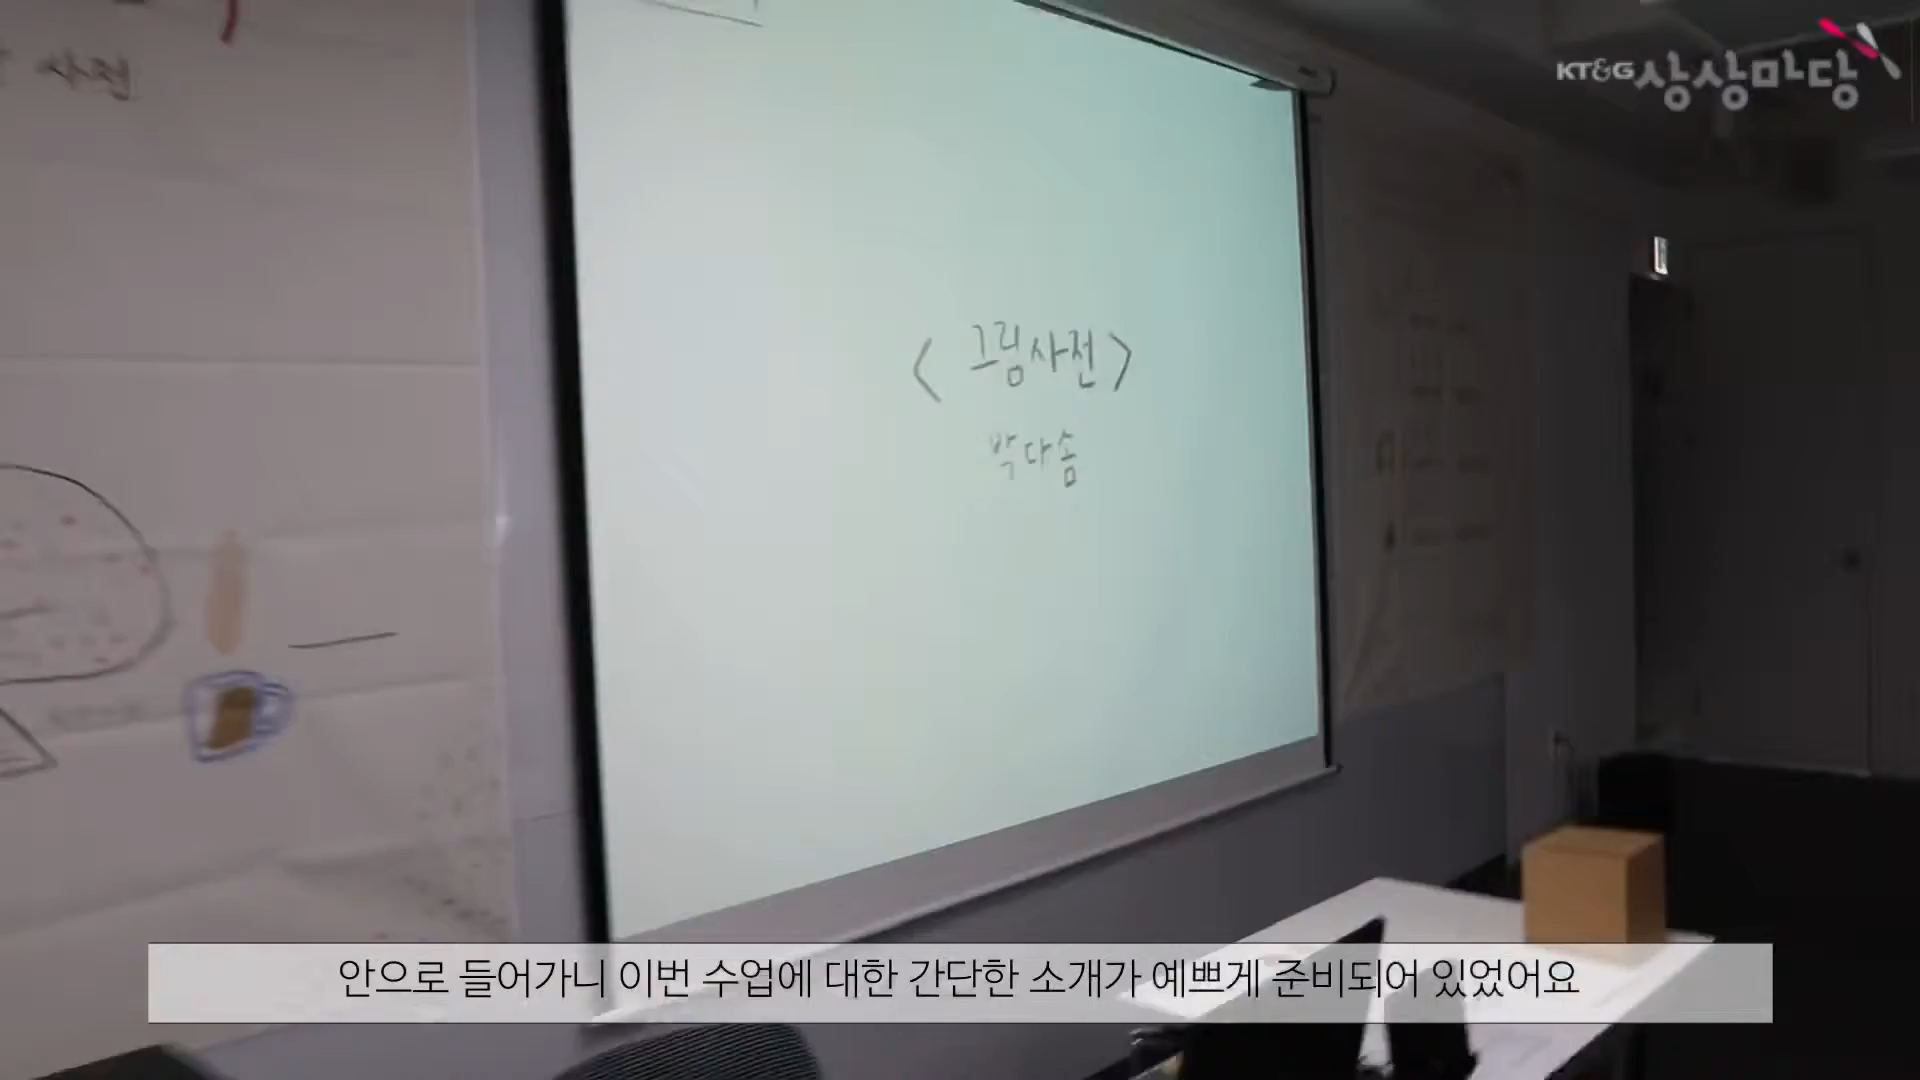 KT&G 상상마당
사전
< 그림사전 >
박다솜
안으로 들어가니 이번 수업에 대한 간단한 소개가 예쁘게 준비되어 있었어요